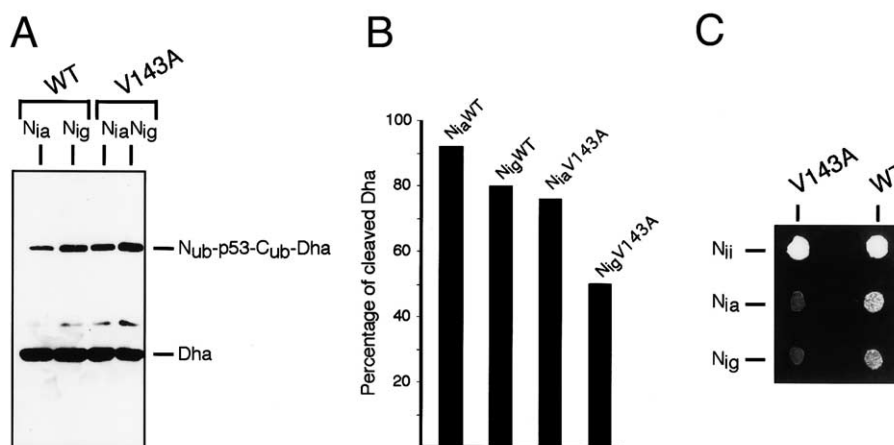 A
WT
V143A
Nia
Nig
Nia Nig
Nub-p53-Cub-Dha
Dha
B
Percentage of cleaved Dha
100
80
60
40
20
NiaWT
NigWT
NiaV143A
NigV143A
C
V143A
WT
Nii
Nia
Nig